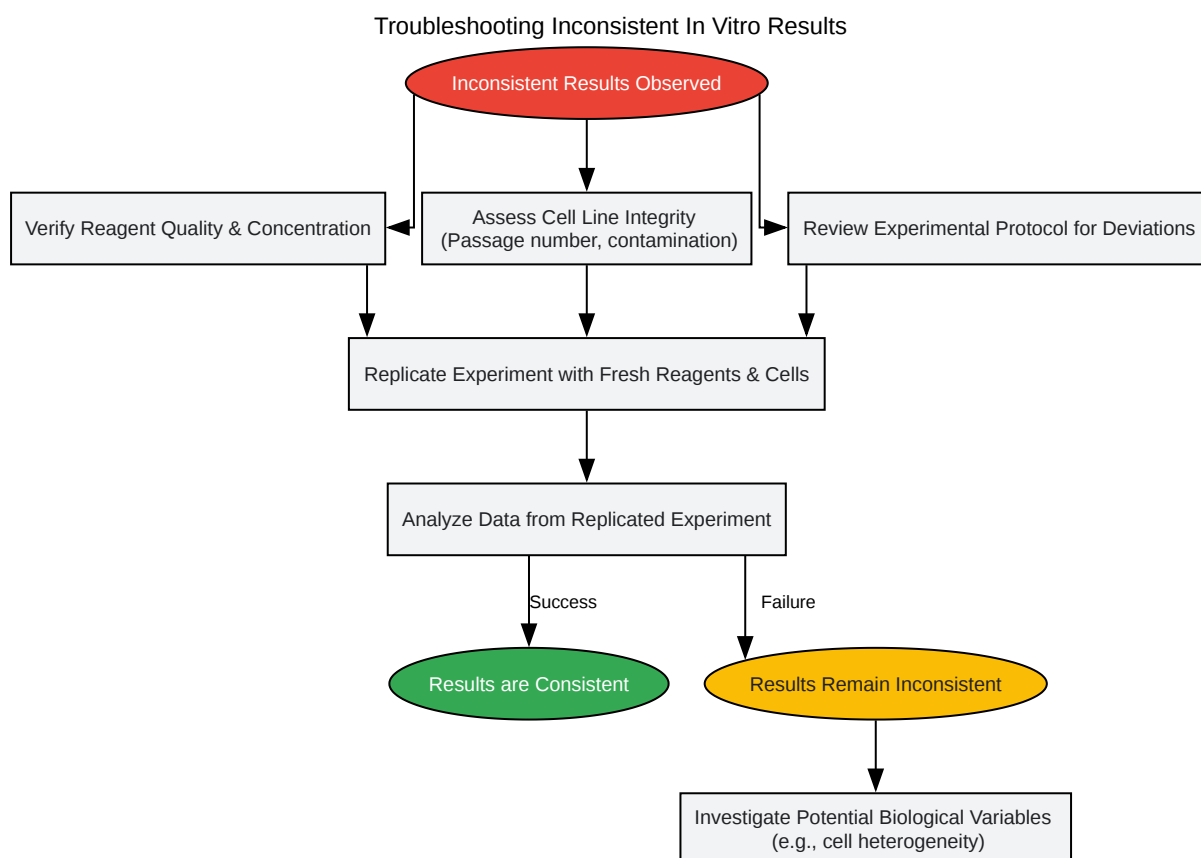 Troubleshooting Inconsistent In Vitro Results
Inconsistent Results Observed
Verify Reagent Quality & Concentration
Assess Cell Line Integrity
(Passage number, contamination)
Review Experimental Protocol for Deviations
Replicate Experiment with Fresh Reagents & Cells
Analyze Data from Replicated Experiment
Success
Failure
Results are Consistent
Results Remain Inconsistent
Investigate Potential Biological Variables
(e.g., cell heterogeneity)